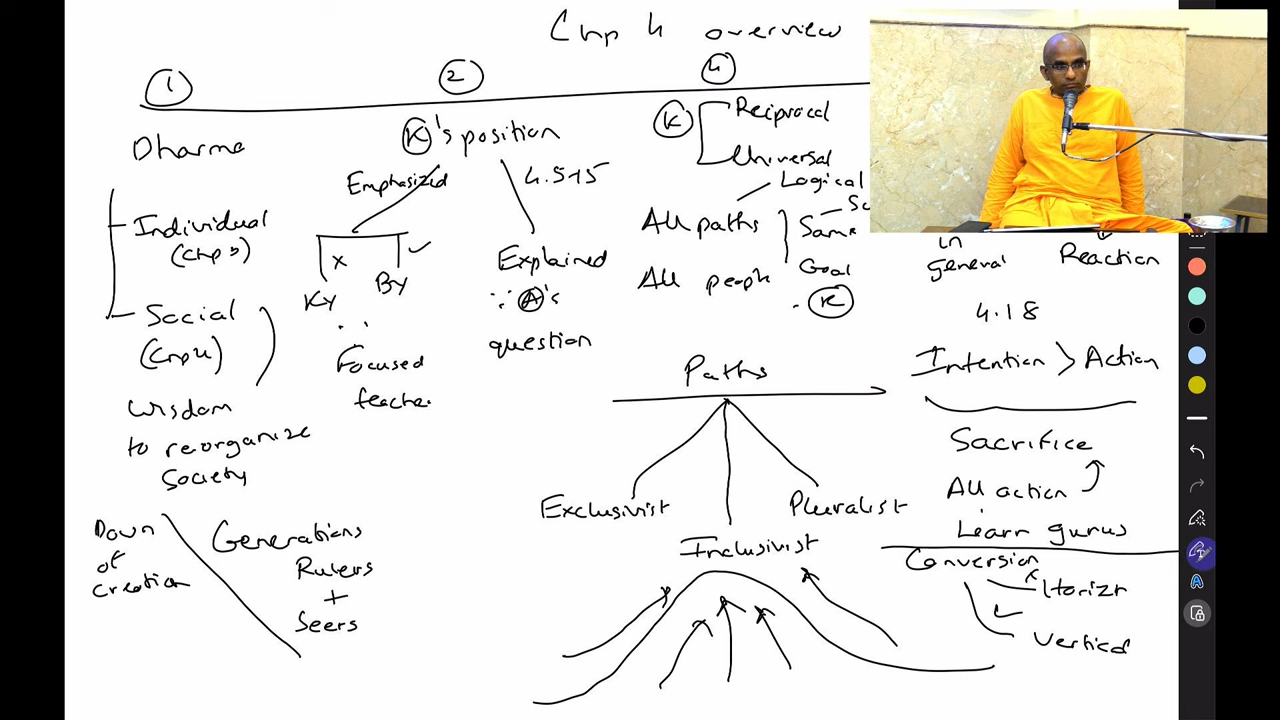 Chp 4 overview
1
Dharma
Individual
(Chp 3)
Social
(Chp 4)
Wisdom
to reorganize
Society
Down
of
creation
Generations
Rulers
+
Seers
2
K's position
Emphasized
4.5-15
x
Ky
By
✓
Focused
Explained
∵ A's
question
4
K
Reciprocal
Universal
Logical
All paths
All people
Same
Goal
K
Paths
Exclusivist
Inclusivist
Pluralist
in
general
Reaction
4.18
Intention > Action
Sacrifice
All action
Learn gurus
Conversion
x
✓
Vertical
A